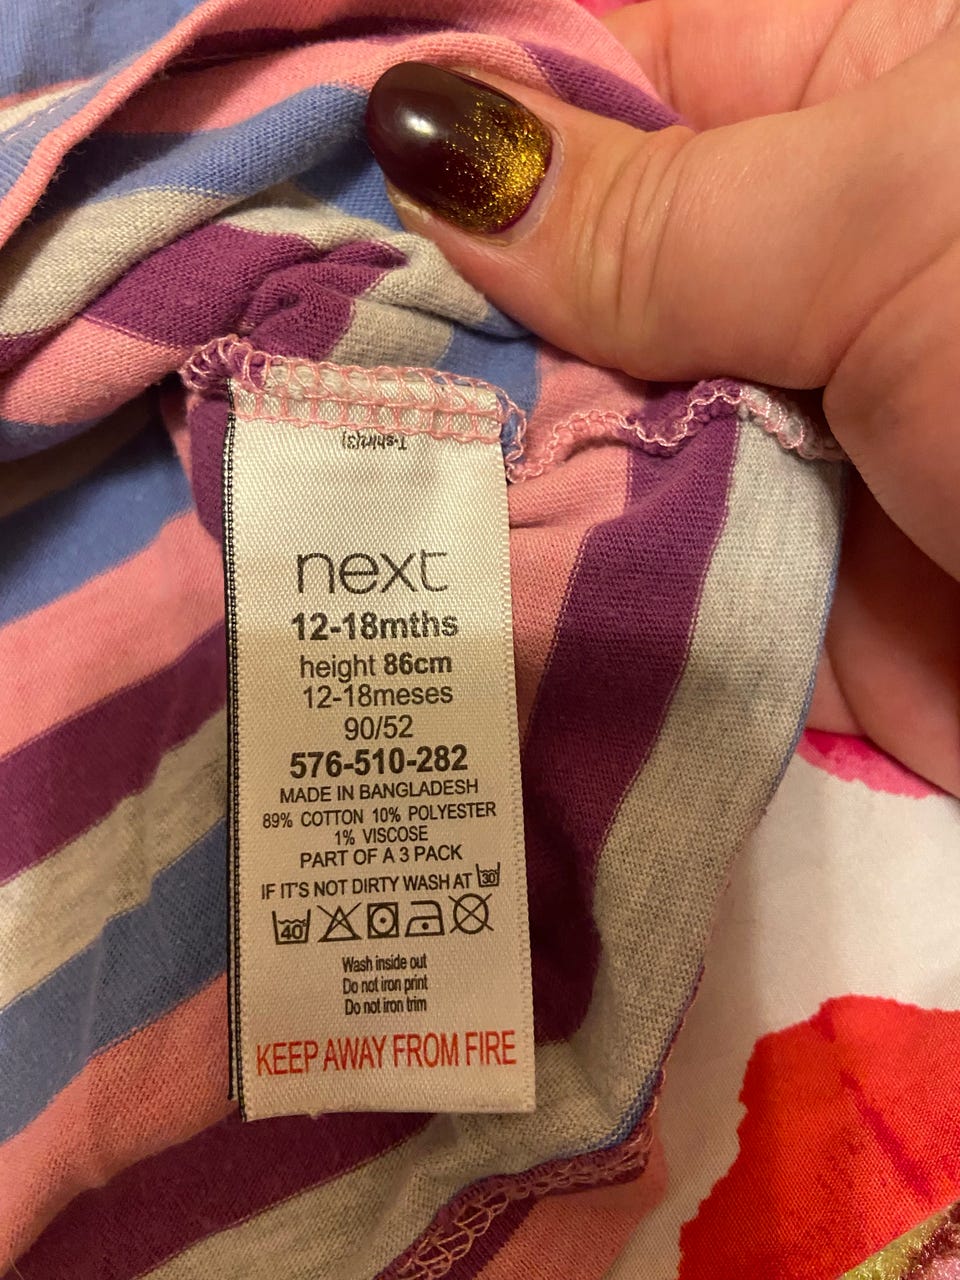 T-shirt(3)
next
12-18mths
height 86cm
12-18meses
90/52
576-510-282
MADE IN BANGLADESH
89% COTTON 10% POLYESTER
1% VISCOSE
PART OF A 3 PACK
IF IT'S NOT DIRTY WASH AT 30
40
Wash inside out
Do not iron print
Do not iron trim
KEEP AWAY FROM FIRE